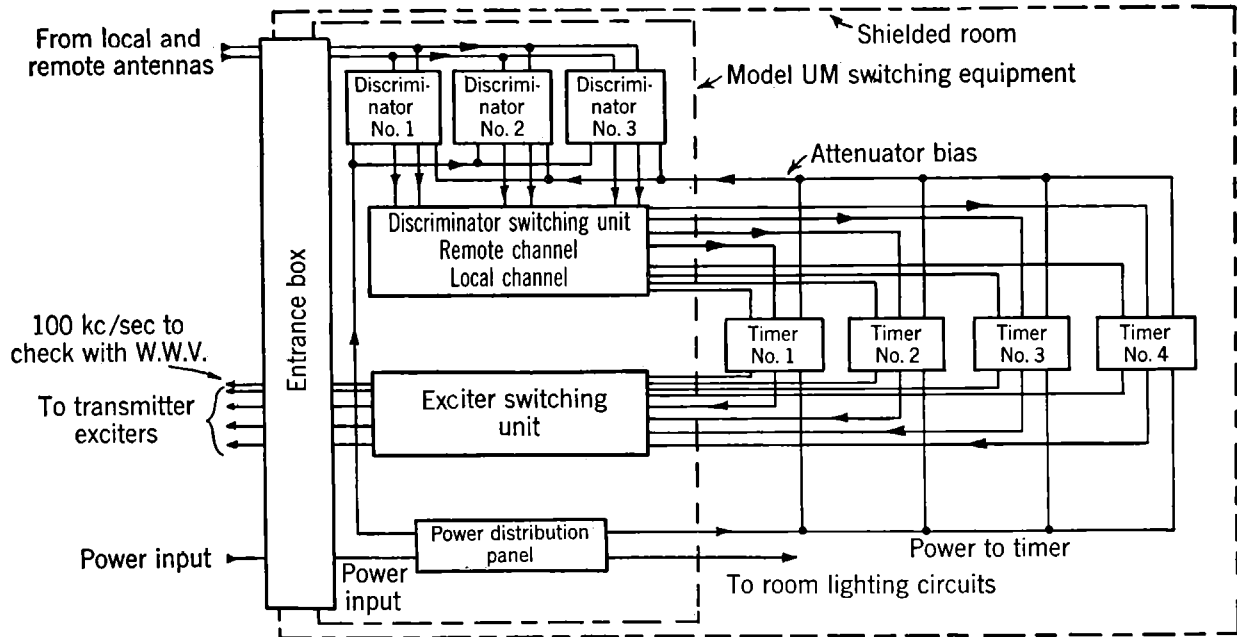 From local and
remote antennas
Shielded room
Model UM switching equipment
Discrimi-
nator
No. 1
Discrimi-
nator
No. 2
Discrimi-
nator
No. 3
Attenuator bias
Discriminator switching unit
Remote channel
Local channel
Entrance box
100 kc/sec to
check with W.W.V.
To transmitter
exciters
Timer
No. 1
Timer
No. 2
Timer
No. 3
Timer
No. 4
Exciter switching
unit
Power input
Power
input
Power distribution
panel
Power to timer
To room lighting circuits